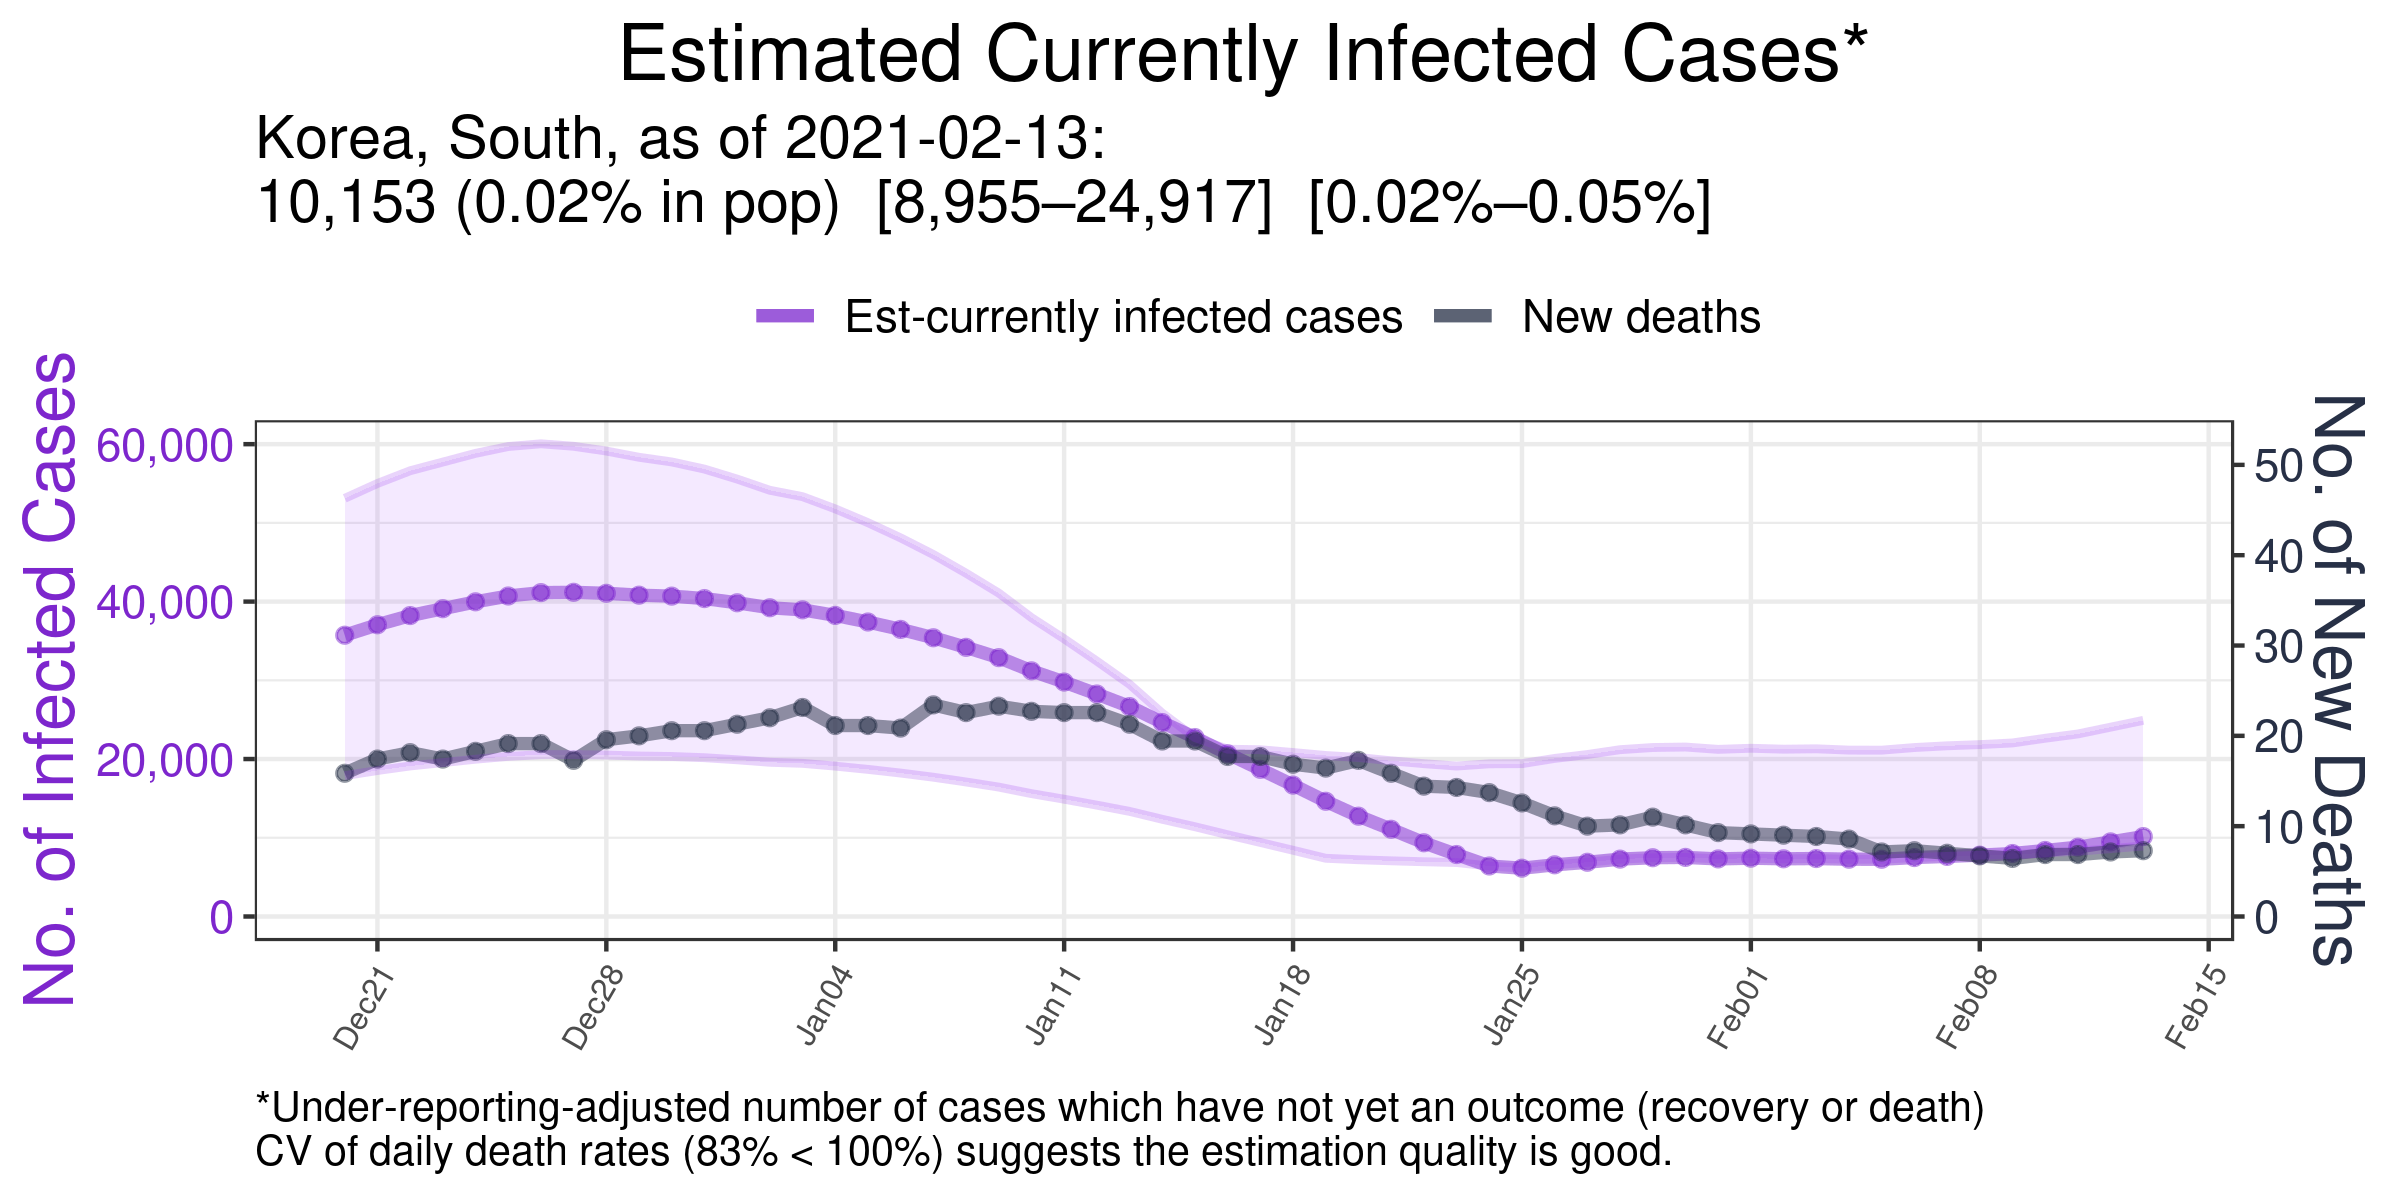 Estimated Currently Infected Cases*
Korea, South, as of 2021-02-13:
10,153 (0.02% in pop)  [8,955–24,917]  [0.02%–0.05%]
Est-currently infected cases
New deaths
No. of Infected Cases
60,000
40,000
20,000
0
No. of New Deaths
50
40
30
20
10
0
Dec21
Dec28
Jan04
Jan11
Jan18
Jan25
Feb01
Feb08
Feb15
*Under-reporting-adjusted number of cases which have not yet an outcome (recovery or death)
CV of daily death rates (83% < 100%) suggests the estimation quality is good.